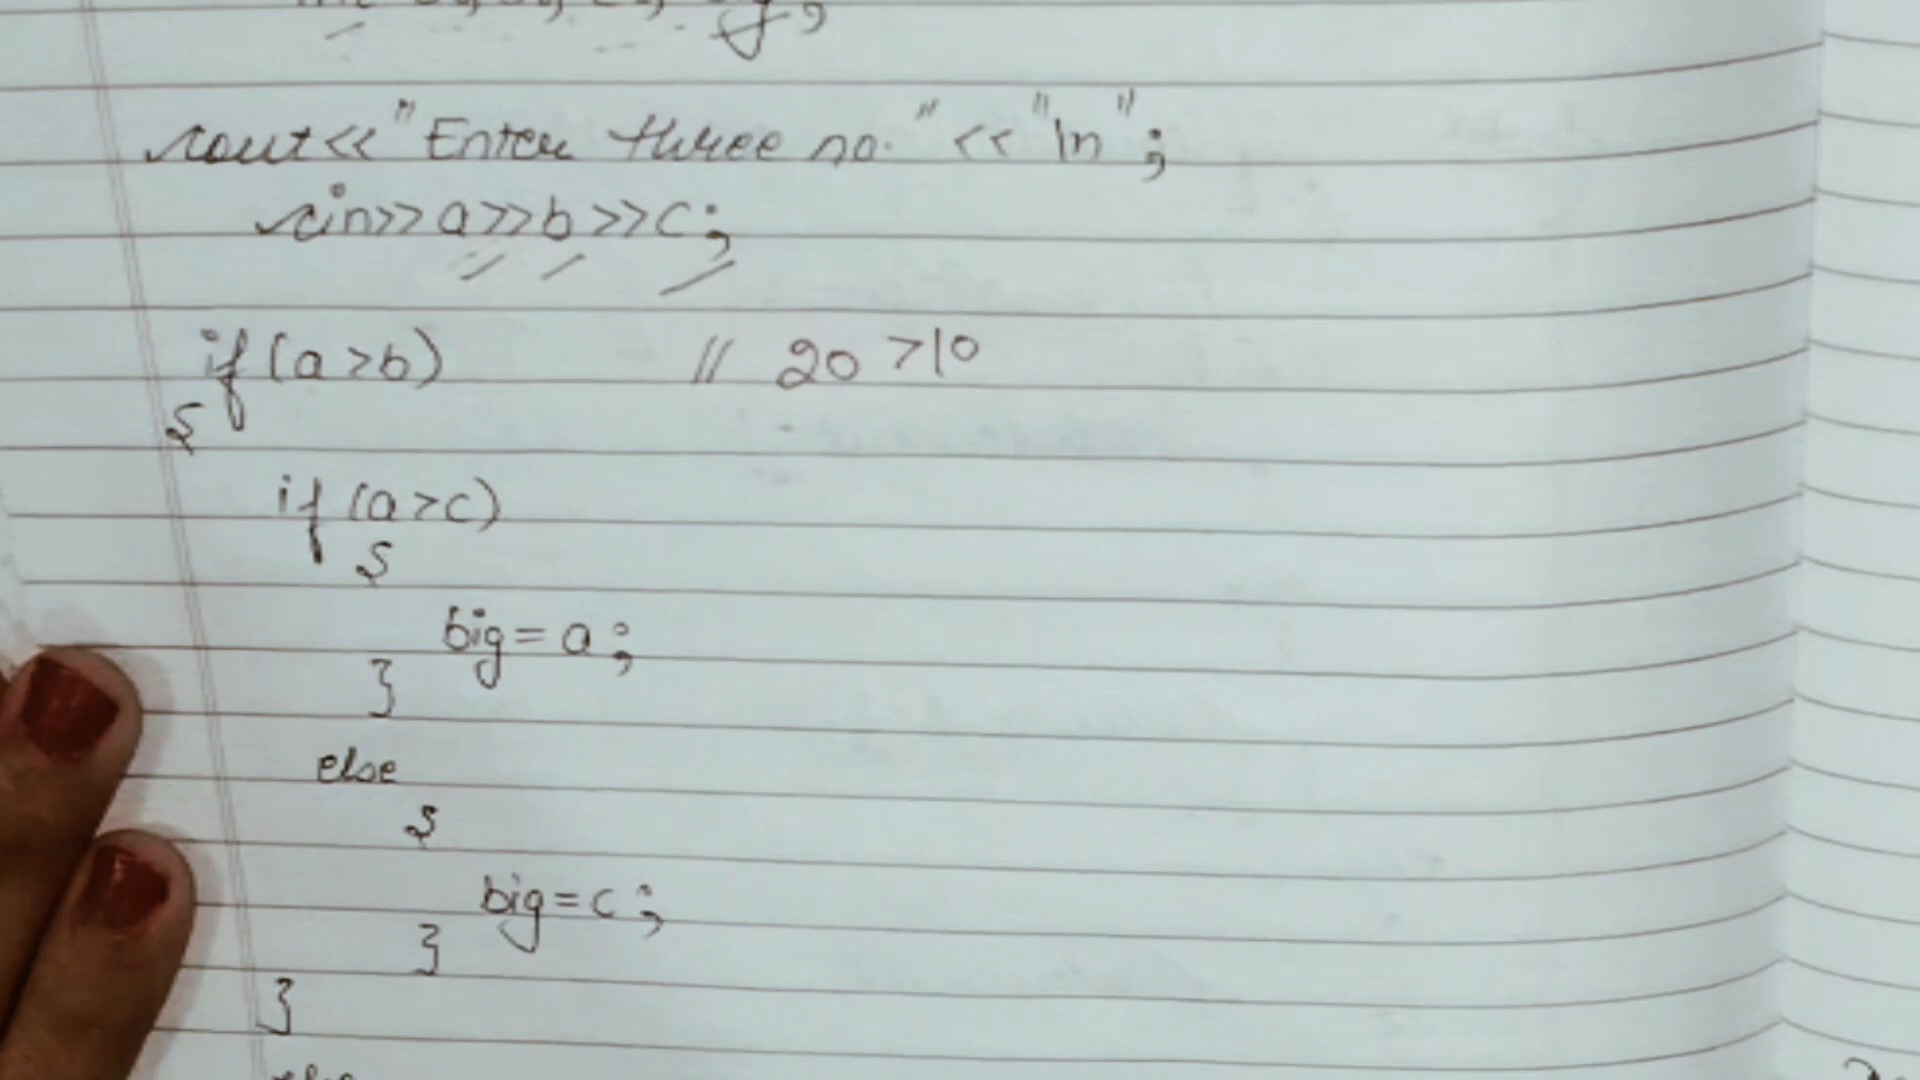 cout<<"Enter three no."<<"\n";
cin>>a>>b>>c;
if(a>b) // 20 >10
{
if (a>c)
{
big=a;
}
else
{
big=c;
}
}